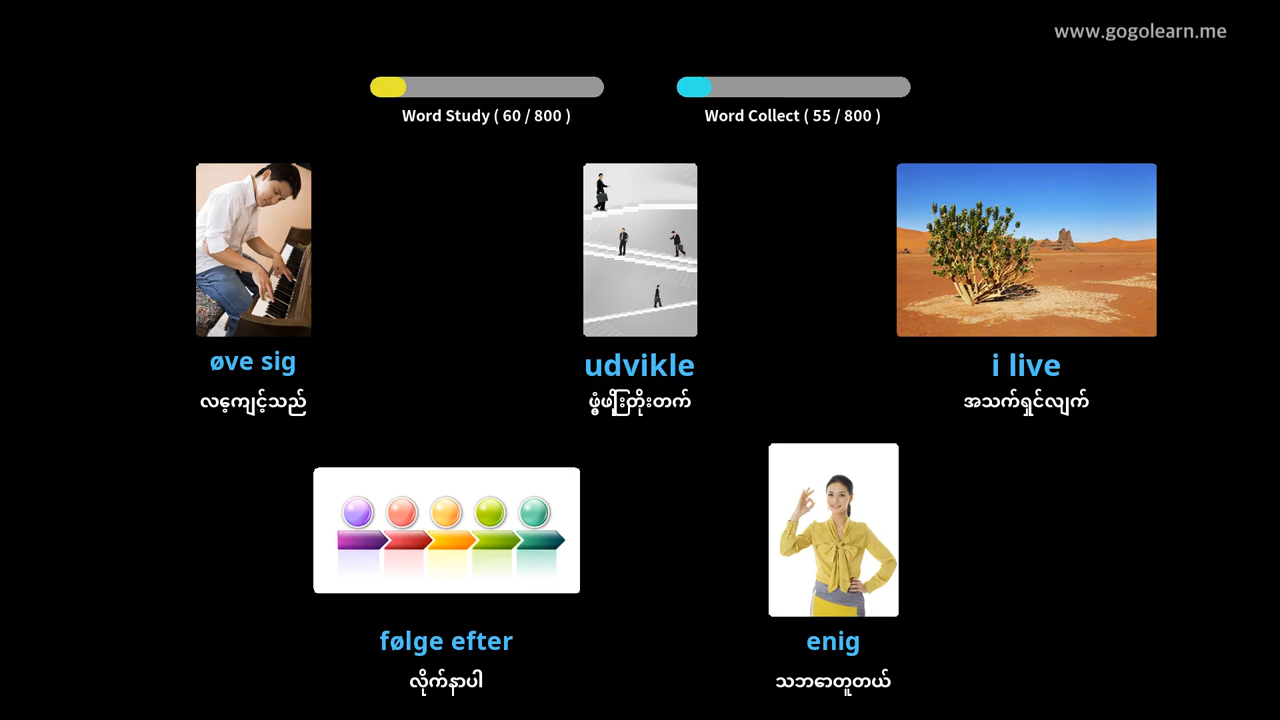 www.gogolearn.me
Word Study ( 60 / 800 )
Word Collect ( 55 / 800 )
øve sig
လေ့ကျင့်သည်
udvikle
ဖွံ့ဖြိုးတိုးတက်
i live
အသက်ရှင်လျက်
følge efter
လိုက်နာပါ
enig
သဘောတူတယ်